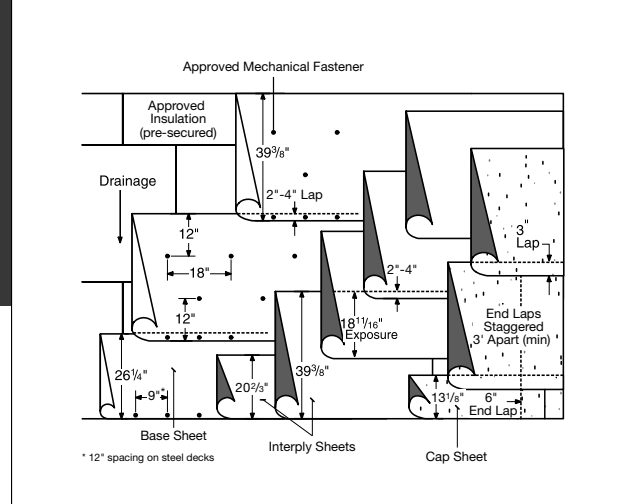 Approved Mechanical Fastener
Approved
Insulation
(pre-secured)
39³/₈"
Drainage
2"-4" Lap
12"
18"
3"
Lap
2"-4"
12"
18¹¹/₁₆"
Exposure
End Laps
Staggered
3' Apart (min)
26¹/₄"
9"*
20²/₃"
39³/₈"
13¹/₈"
6"
End Lap
Base Sheet
Interply Sheets
Cap Sheet
* 12" spacing on steel decks